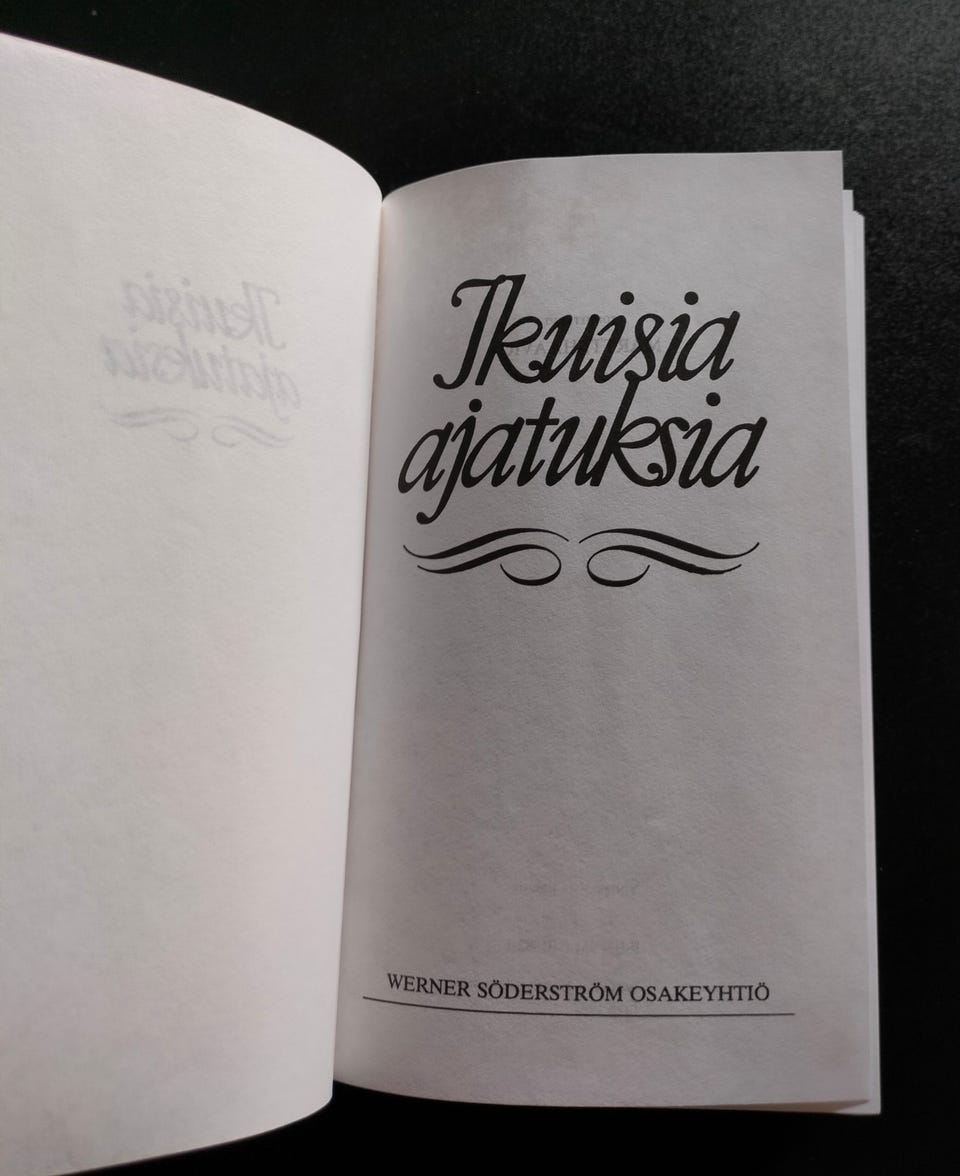 Ikuisia
ajatuksia
WERNER SÖDERSTRÖM OSAKEYHTIÖ